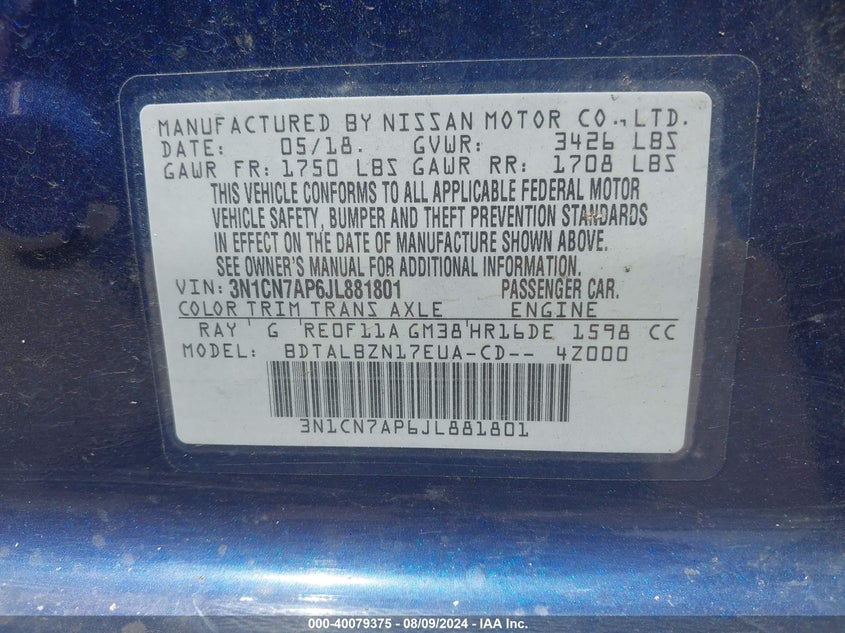 MANUFACTURED BY NISSAN MOTOR CO., LTD.
DATE: 05/18 GVWR: 3426 LBS
GAWR FR: 1750 LBS GAWR RR: 1708 LBS
THIS VEHICLE CONFORMS TO ALL APPLICABLE FEDERAL MOTOR
VEHICLE SAFETY, BUMPER AND THEFT PREVENTION STANDARDS
IN EFFECT ON THE DATE OF MANUFACTURE SHOWN ABOVE.
SEE OWNER'S MANUAL FOR ADDITIONAL INFORMATION.
VIN: 3N1CN7AP6JL881801 PASSENGER CAR.
COLOR TRIM TRANS AXLE ENGINE
RAY G RE0F11A GM38 HR16DE 1598 CC
MODEL: BDTALBZN17EUA-CD-- 4Z000
3N1CN7AP6JL881801
000-40079375 - 08/09/2024 - IAA Inc.